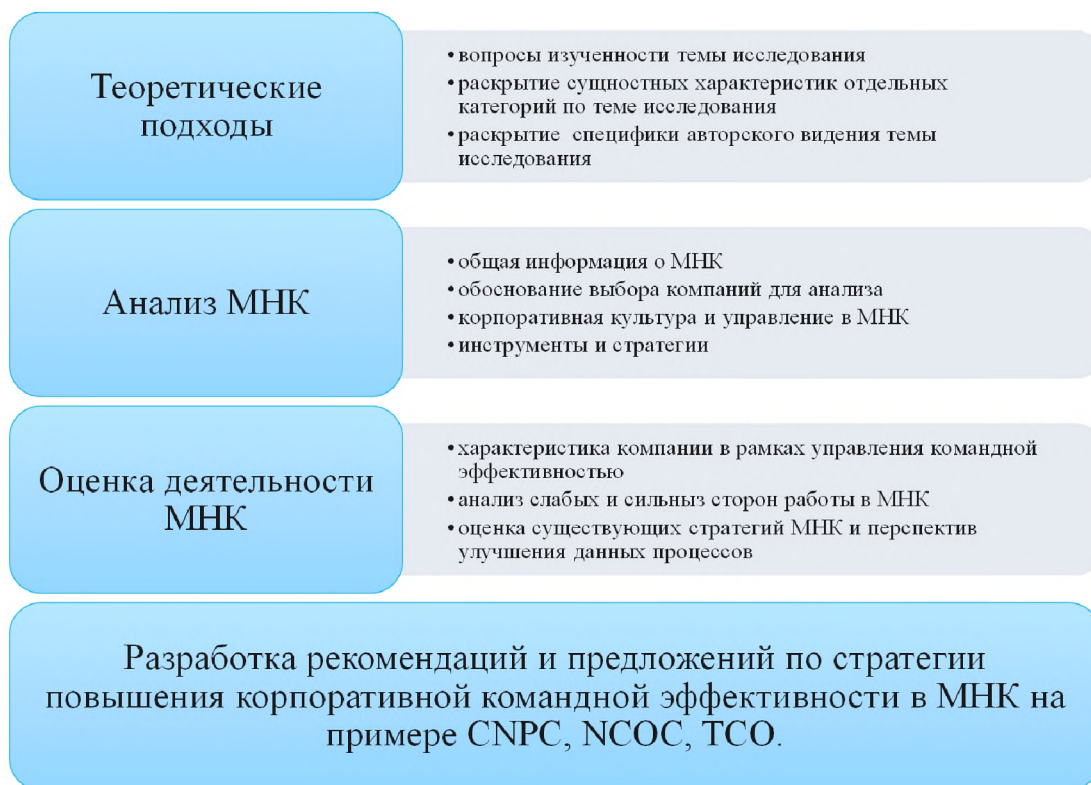 Теоретические
подходы
• вопросы изученности темы исследования
• раскрытие сущностных характеристик отдельных
категорий по теме исследования
• раскрытие специфики авторского видения темы
исследования
Анализ МНК
• общая информация о МНК
• обоснование выбора компаний для анализа
• корпоративная культура и управление в МНК
• инструменты и стратегии
Оценка деятельности
МНК
• характеристика компании в рамках управления командной
эффективностью
• анализ слабых и сильныз сторон работы в МНК
• оценка существующих стратегий МНК и перспектив
улучшения данных процессов
Разработка рекомендаций и предложений по стратегии
повышения корпоративной командной эффективности в МНК на
примере CNPC, NCOC, TCO.